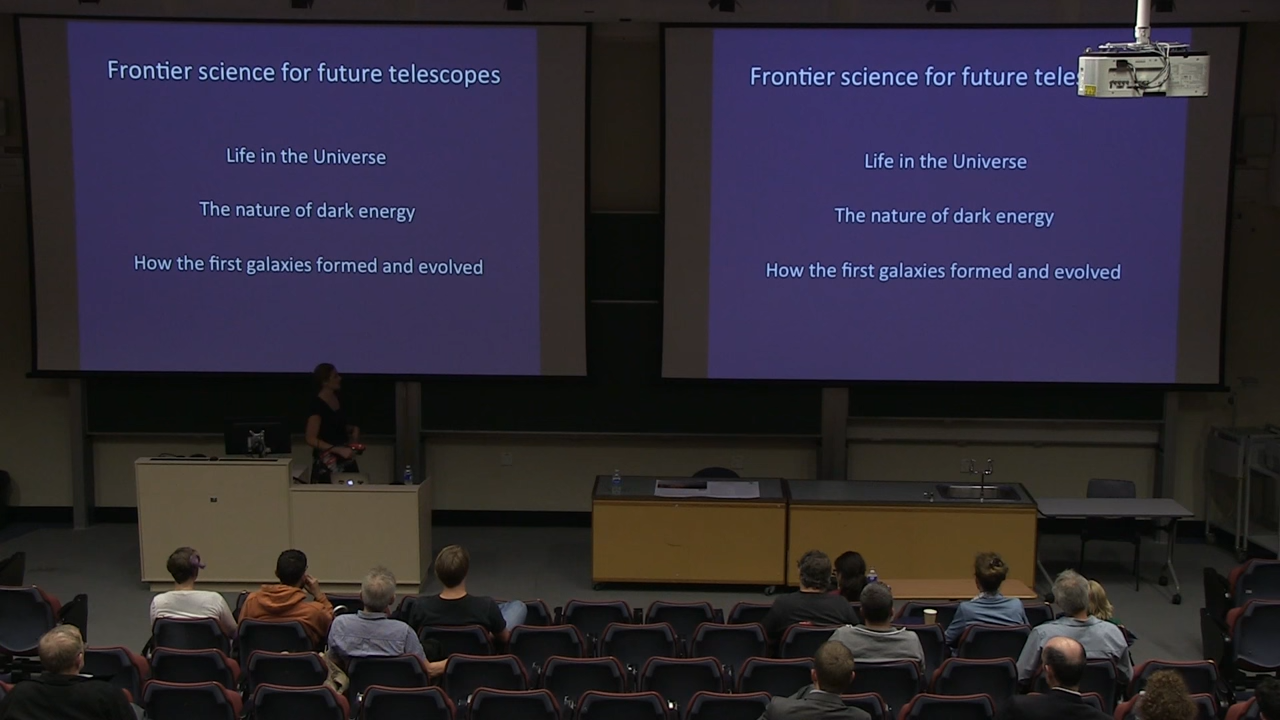 Frontier science for future telescopes
Life in the Universe
The nature of dark energy
How the first galaxies formed and evolved
Frontier science for future teles
Life in the Universe
The nature of dark energy
How the first galaxies formed and evolved